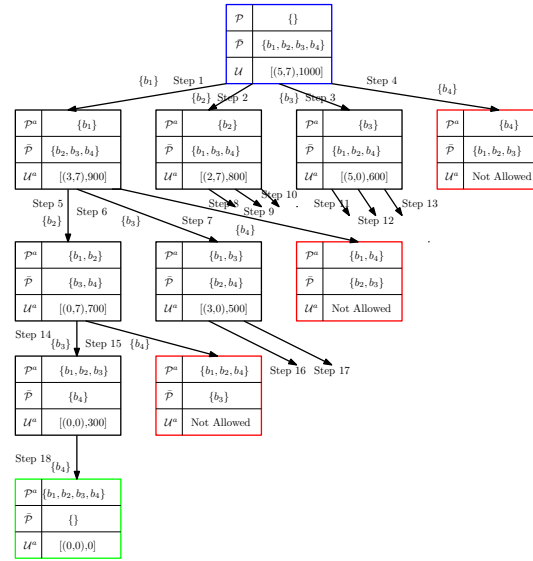 𝒫 {}
𝒫̄ {b₁, b₂, b₃, b₄}
𝒰 [(5,7),1000]
{b₁} Step 1
{b₂} Step 2
{b₃} Step 3
Step 4 {b₄}
𝒫ᵃ {b₁}
𝒫̄ {b₂, b₃, b₄}
𝒰ᵃ [(3,7),900]
𝒫ᵃ {b₂}
𝒫̄ {b₁, b₃, b₄}
𝒰ᵃ [(2,7),800]
𝒫ᵃ {b₃}
𝒫̄ {b₁, b₂, b₄}
𝒰ᵃ [(5,0),600]
𝒫ᵃ {b₄}
𝒫̄ {b₁, b₂, b₃}
𝒰ᵃ Not Allowed
Step 5 {b₂}
Step 6 {b₃}
Step 7 {b₄}
Step 8
Step 9
Step 10
Step 11
Step 12
Step 13
𝒫ᵃ {b₁, b₂}
𝒫̄ {b₃, b₄}
𝒰ᵃ [(0,7),700]
𝒫ᵃ {b₁, b₃}
𝒫̄ {b₂, b₄}
𝒰ᵃ [(3,0),500]
𝒫ᵃ {b₁, b₄}
𝒫̄ {b₂, b₃}
𝒰ᵃ Not Allowed
Step 14 {b₃}
Step 15 {b₄}
Step 16
Step 17
𝒫ᵃ {b₁, b₂, b₃}
𝒫̄ {b₄}
𝒰ᵃ [(0,0),300]
𝒫ᵃ {b₁, b₂, b₄}
𝒫̄ {b₃}
𝒰ᵃ Not Allowed
Step 18 {b₄}
𝒫ᵃ {b₁, b₂, b₃, b₄}
𝒫̄ {}
𝒰ᵃ [(0,0),0]